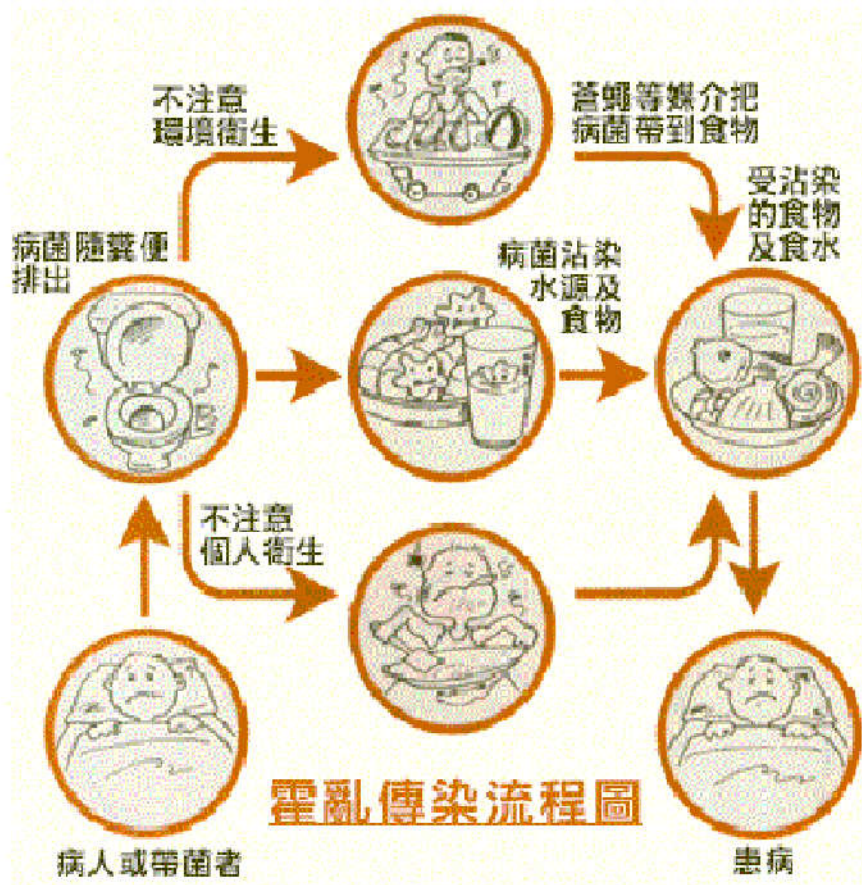 不注意
環境衛生
蒼蠅等媒介把
病菌帶到食物
受沾染
的食物
及食水
病菌隨糞便
排出
病菌沾染
水源及
食物
不注意
個人衛生
霍亂傳染流程圖
病人或帶菌者
患病